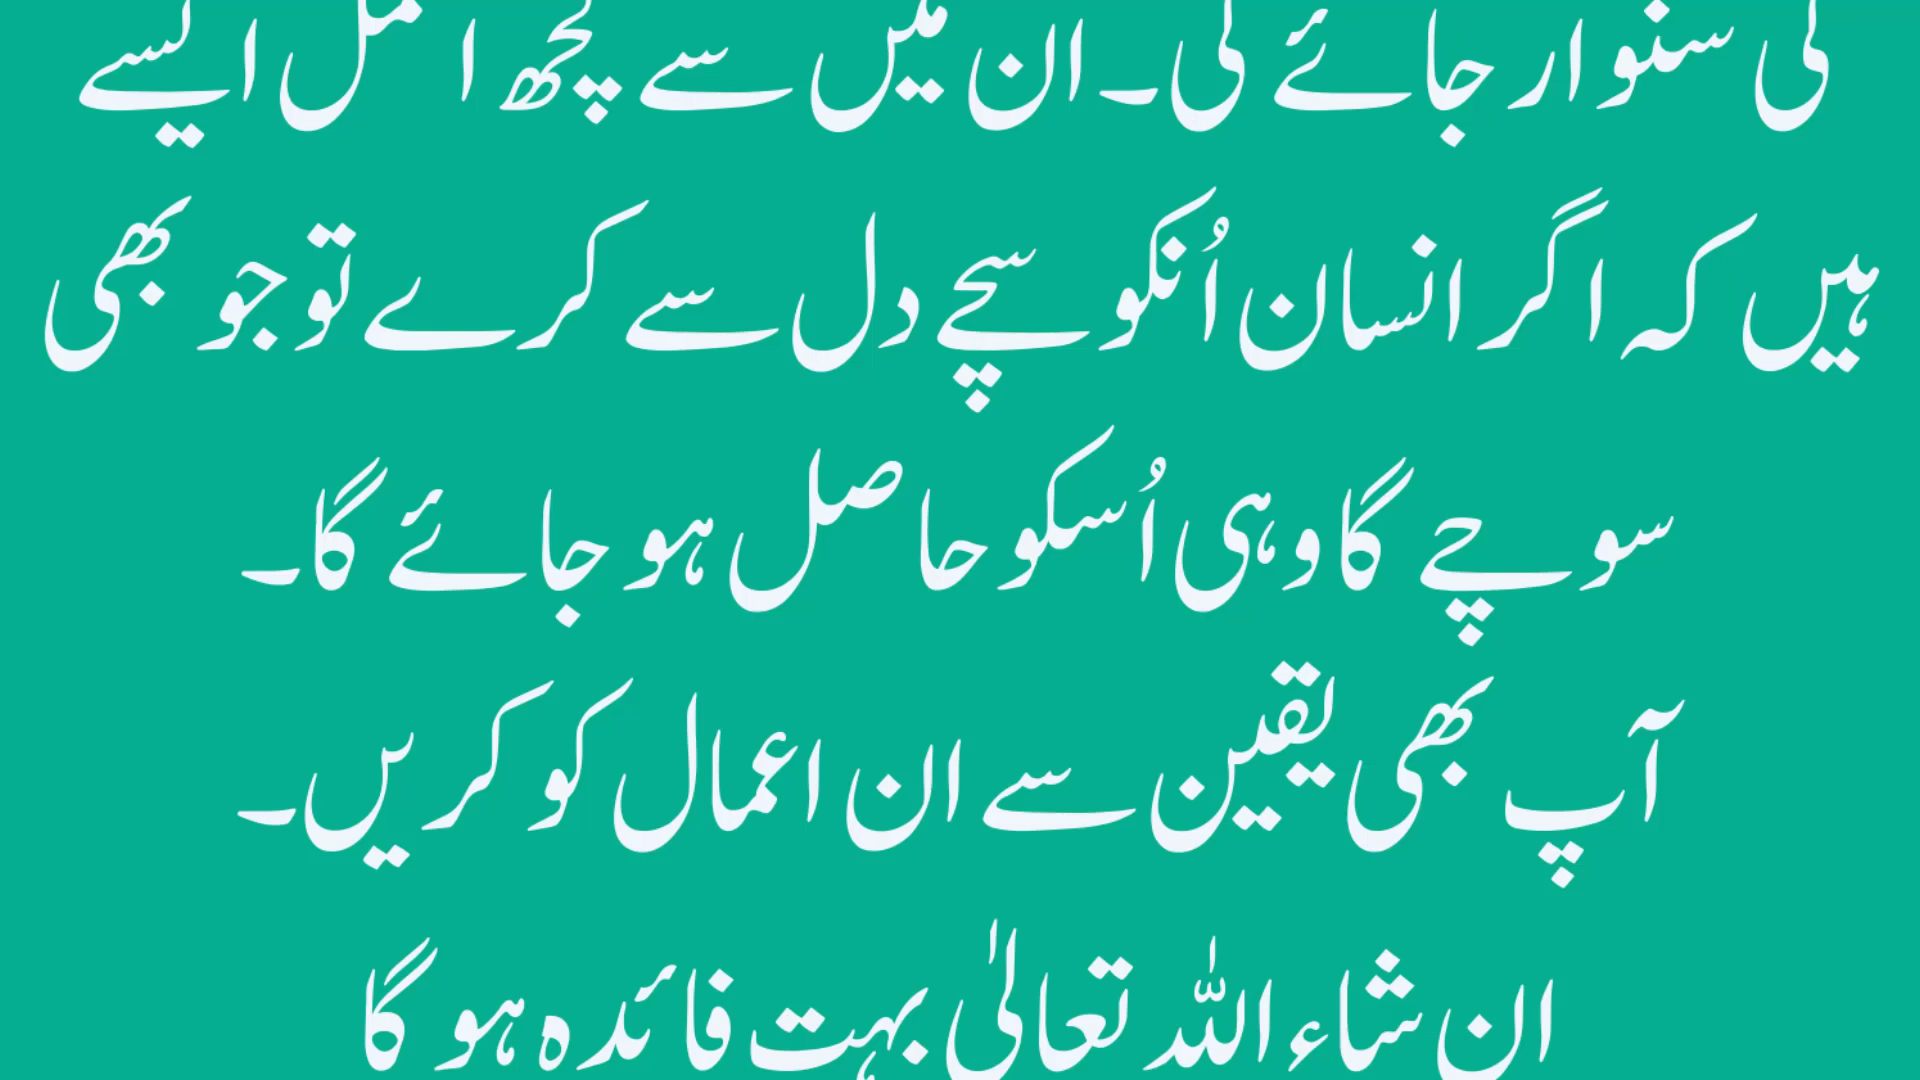 کی سنوار جائے گی۔ ان میں سے کچھ ا عمل ایسے
ہیں کہ اگر انسان اُنکو سچے دل سے کرے تو جو بھی
سوچے گا وہی اُسکو حاصل ہو جائے گا۔
آپ بھی یقین سے ان اعمال کو کریں۔
ان شاء اللہ تعالیٰ بہت فائدہ ہو گا